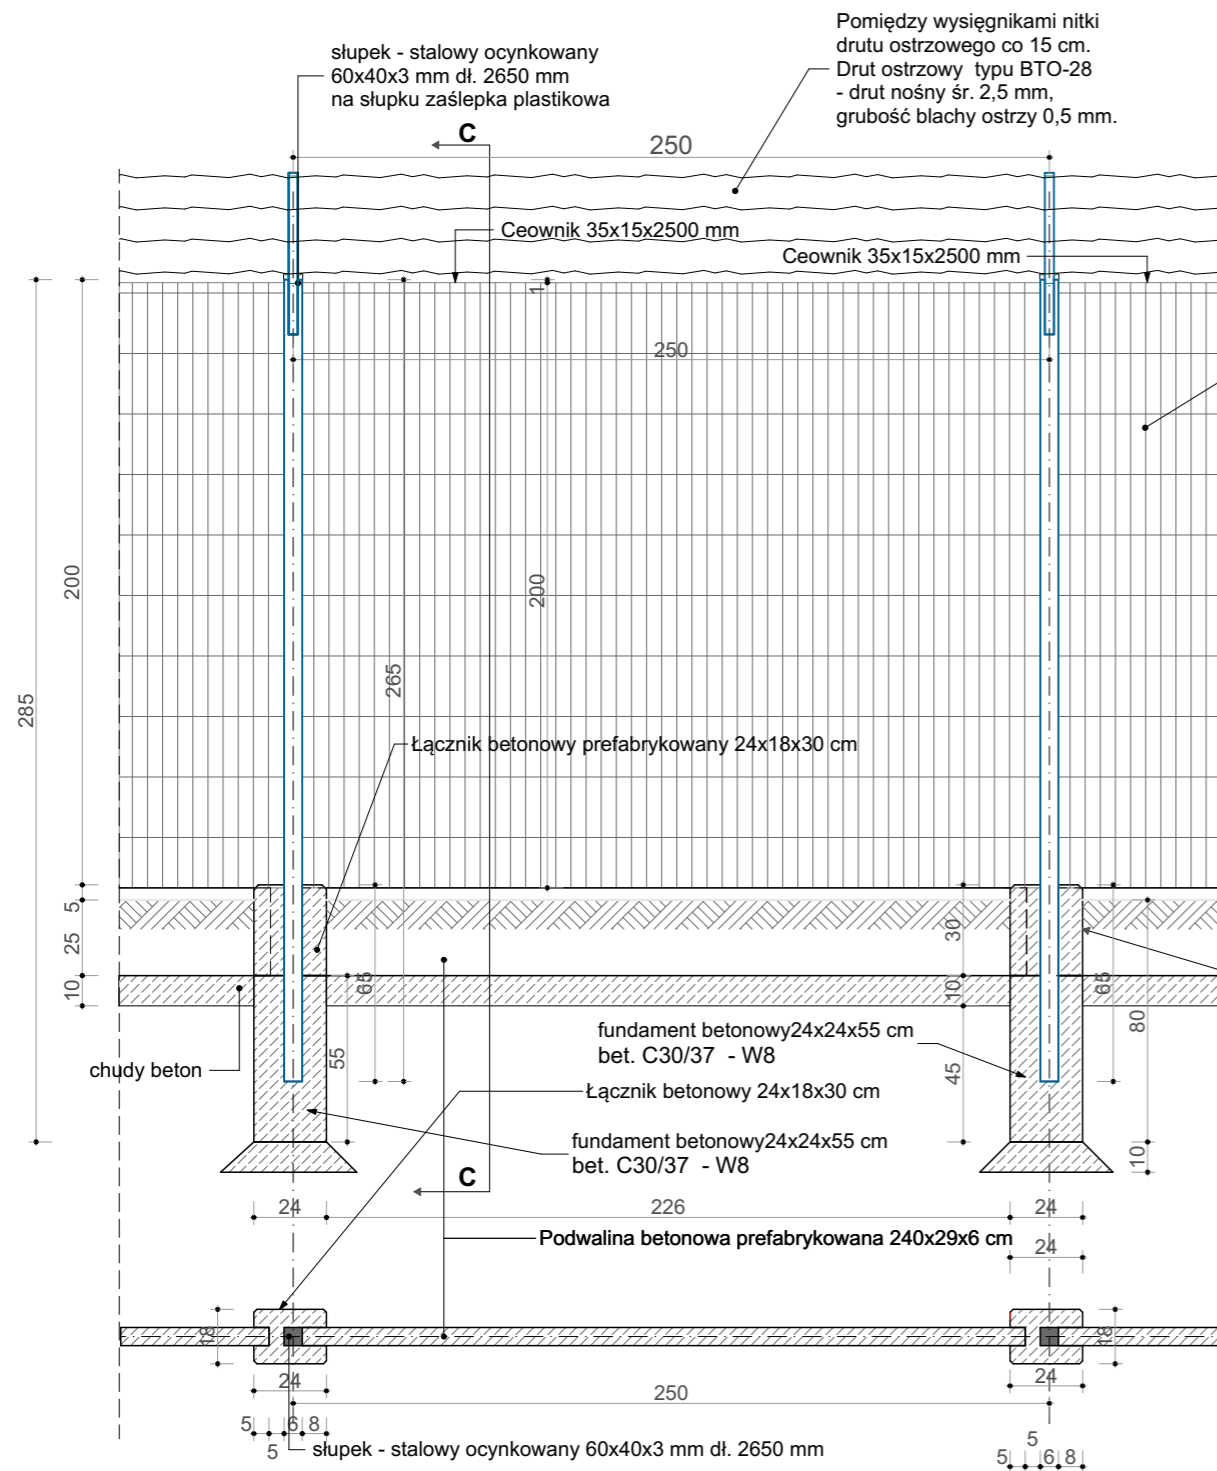 Pomiędzy wysięgnikami nitki
drutu ostrzowego co 15 cm.
Drut ostrzowy typu BTO-28
- drut nośny śr. 2,5 mm,
grubość blachy ostrzy 0,5 mm.
słupek - stalowy ocynkowany
60x40x3 mm dł. 2650 mm
na słupku zaślepka plastikowa
C
250
Ceownik 35x15x2500 mm
Ceownik 35x15x2500 mm
1
250
200
200
265
285
Łącznik betonowy prefabrykowany 24x18x30 cm
5
25
10
65
55
30
10
45
65
80
10
chudy beton
fundament betonowy24x24x55 cm
bet. C30/37 - W8
Łącznik betonowy 24x18x30 cm
fundament betonowy24x24x55 cm
bet. C30/37 - W8
C
24
226
24
Podwalina betonowa prefabrykowana 240x29x6 cm
24
18
18
24
24
250
5
5
6
8
słupek - stalowy ocynkowany 60x40x3 mm dł. 2650 mm
5
5
6
8